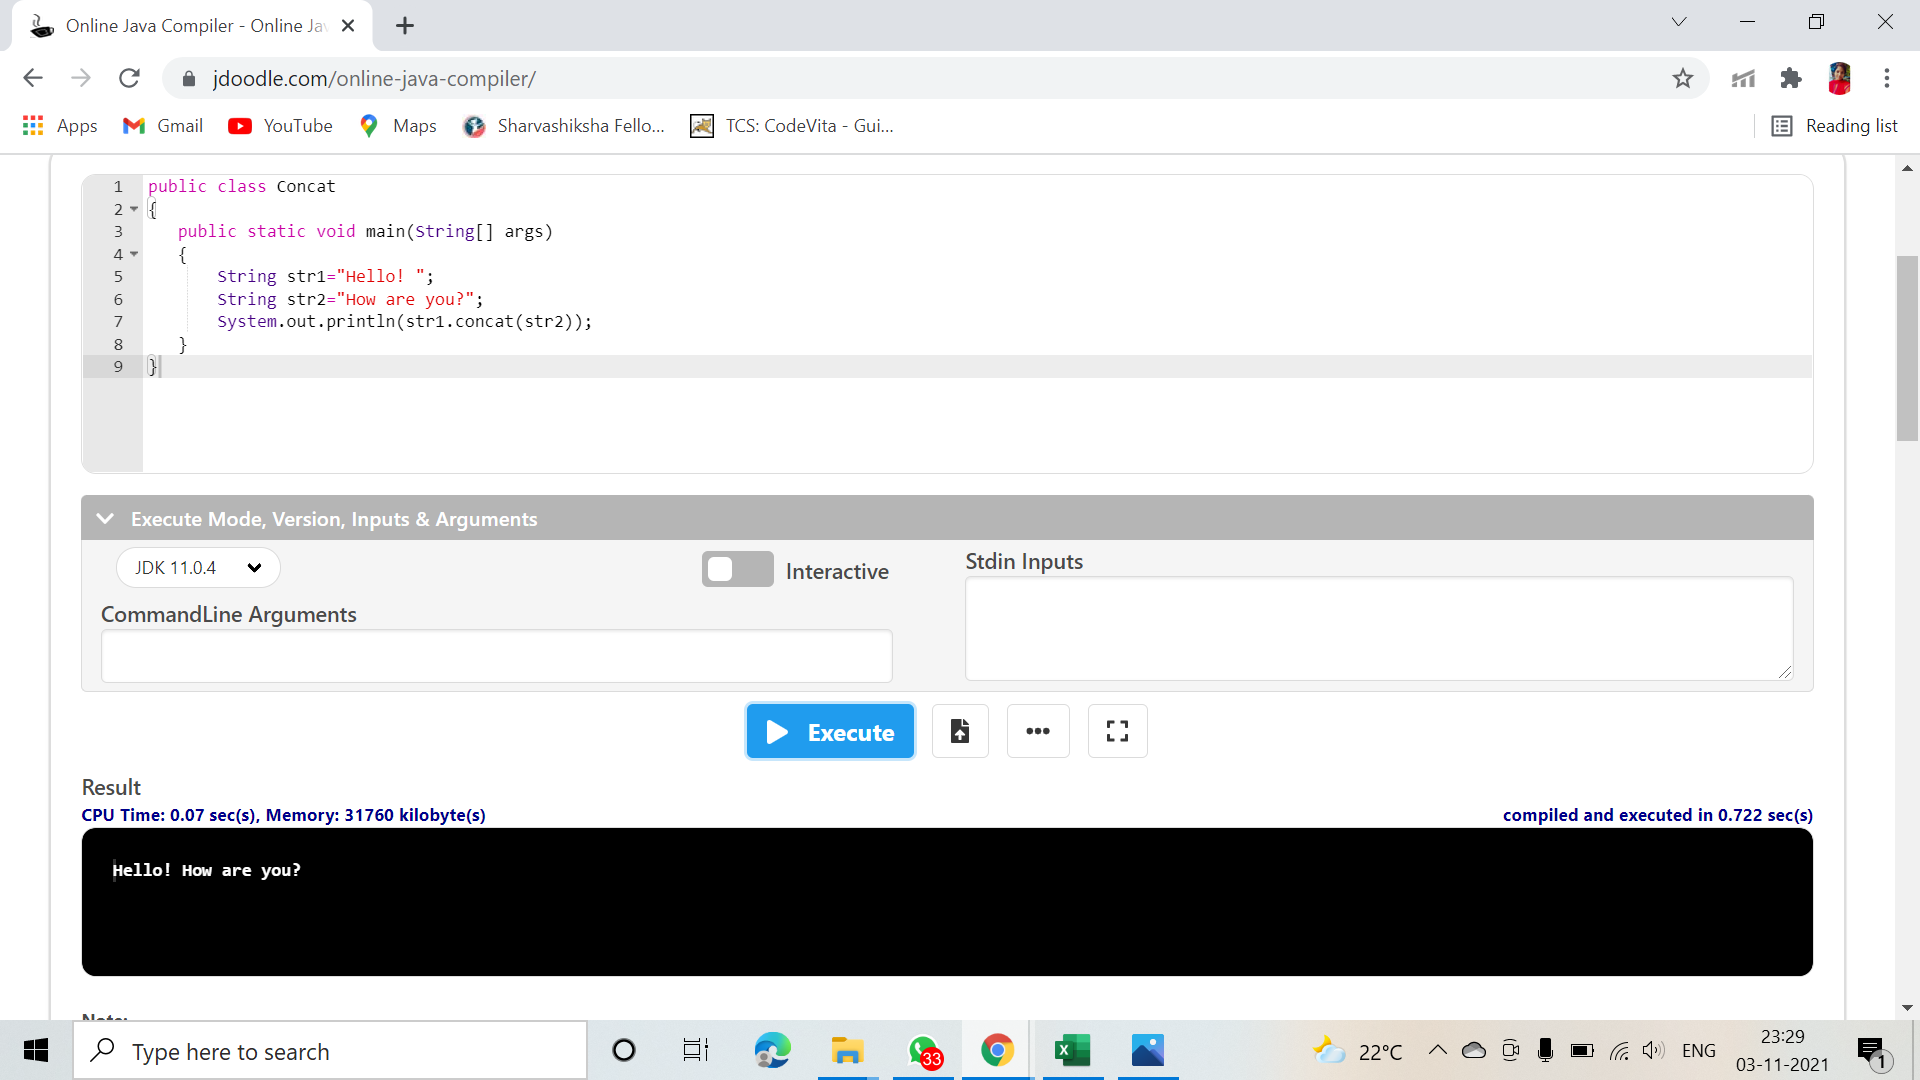 Online Java Compiler - Online Jav
jdoodle.com/online-java-compiler/
Apps Gmail YouTube Maps Sharvashiksha Fello... TCS: CodeVita - Gui... Reading list
1 public class Concat
2 {
3 public static void main(String[] args)
4 {
5 String str1="Hello! ";
6 String str2="How are you?";
7 System.out.println(str1.concat(str2));
8 }
9 }
Execute Mode, Version, Inputs & Arguments
JDK 11.0.4 Interactive Stdin Inputs
CommandLine Arguments
Execute
Result
CPU Time: 0.07 sec(s), Memory: 31760 kilobyte(s) compiled and executed in 0.722 sec(s)
Hello! How are you?
Note:
Type here to search 33 22°C ENG 23:29
03-11-2021 1